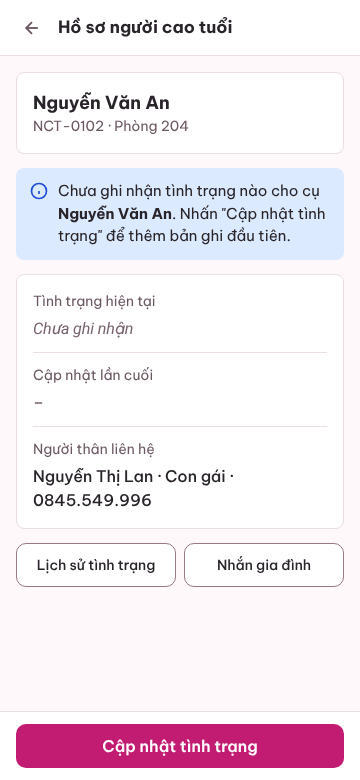 Hồ sơ người cao tuổi
Nguyễn Văn An
NCT-0102 · Phòng 204
Chưa ghi nhận tình trạng nào cho cụ
Nguyễn Văn An. Nhấn "Cập nhật tình
trạng" để thêm bản ghi đầu tiên.
Tình trạng hiện tại
Chưa ghi nhận
Cập nhật lần cuối
–
Người thân liên hệ
Nguyễn Thị Lan · Con gái ·
0845.549.996
Lịch sử tình trạng
Nhắn gia đình
Cập nhật tình trạng